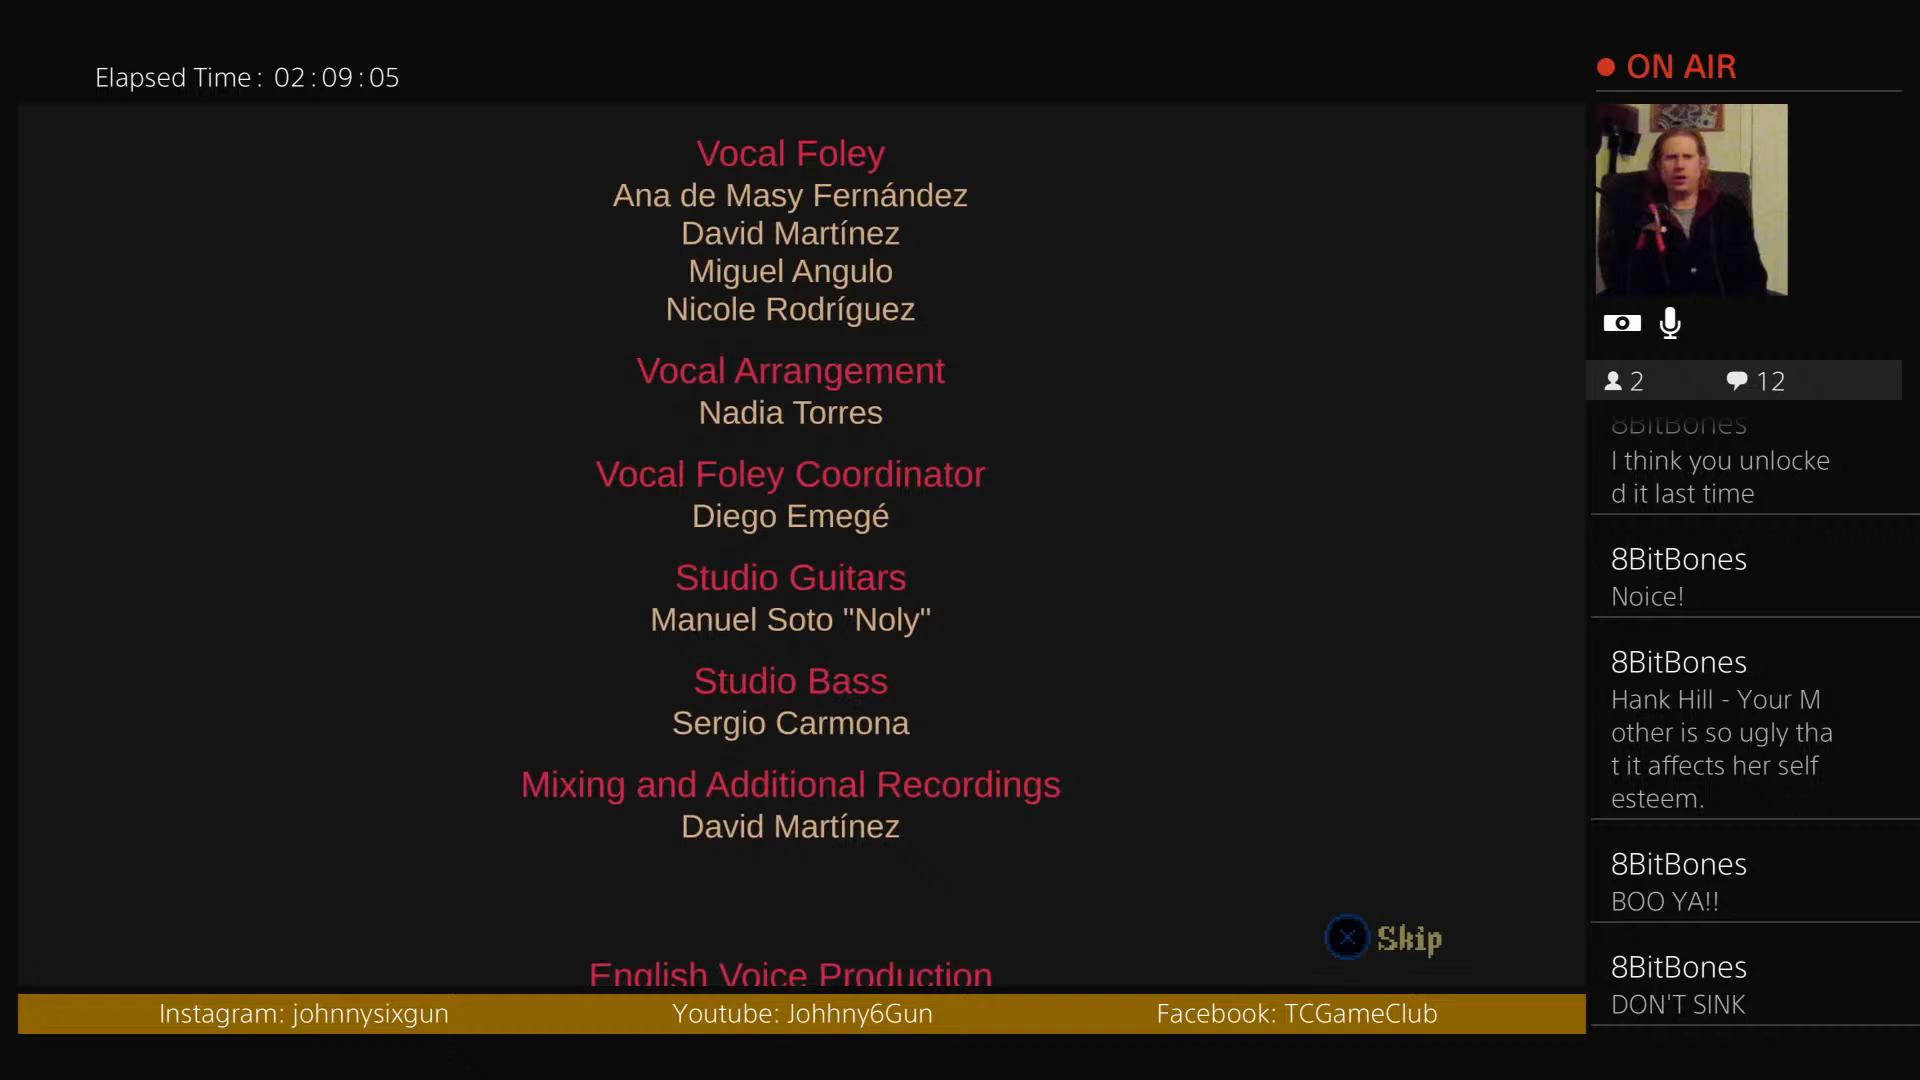 Elapsed Time: 02:09:05
ON AIR
Vocal Foley
Ana de Masy Fernández
David Martínez
Miguel Angulo
Nicole Rodríguez
Vocal Arrangement
Nadia Torres
Vocal Foley Coordinator
Diego Emegé
Studio Guitars
Manuel Soto "Noly"
Studio Bass
Sergio Carmona
Mixing and Additional Recordings
David Martínez
English Voice Production
Skip
Instagram: johnnysixgun
Youtube: Johhny6Gun
Facebook: TCGameClub
2
12
8BitBones
I think you unlocke
d it last time
8BitBones
Noice!
8BitBones
Hank Hill - Your M
other is so ugly tha
t it affects her self
esteem.
8BitBones
BOO YA!!
8BitBones
DON'T SINK